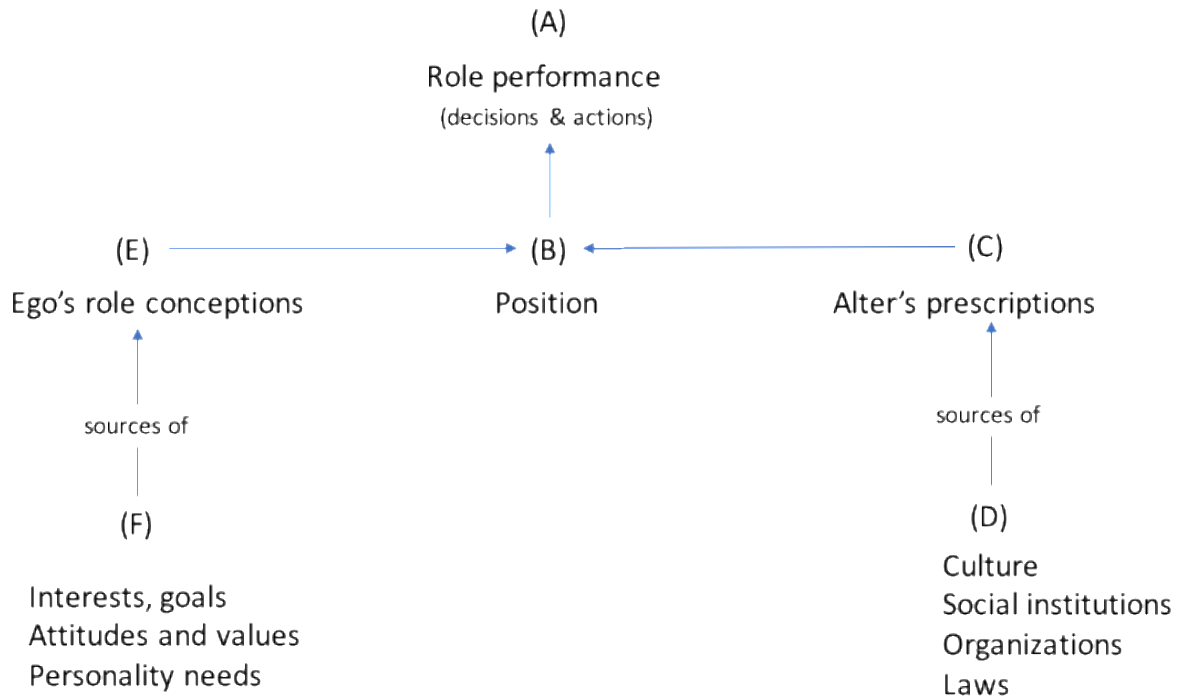 (A)
Role performance
(decisions & actions)
(E)
(B)
(C)
Ego’s role conceptions
Position
Alter’s prescriptions
sources of
sources of
(F)
(D)
Interests, goals
Attitudes and values
Personality needs
Culture
Social institutions
Organizations
Laws